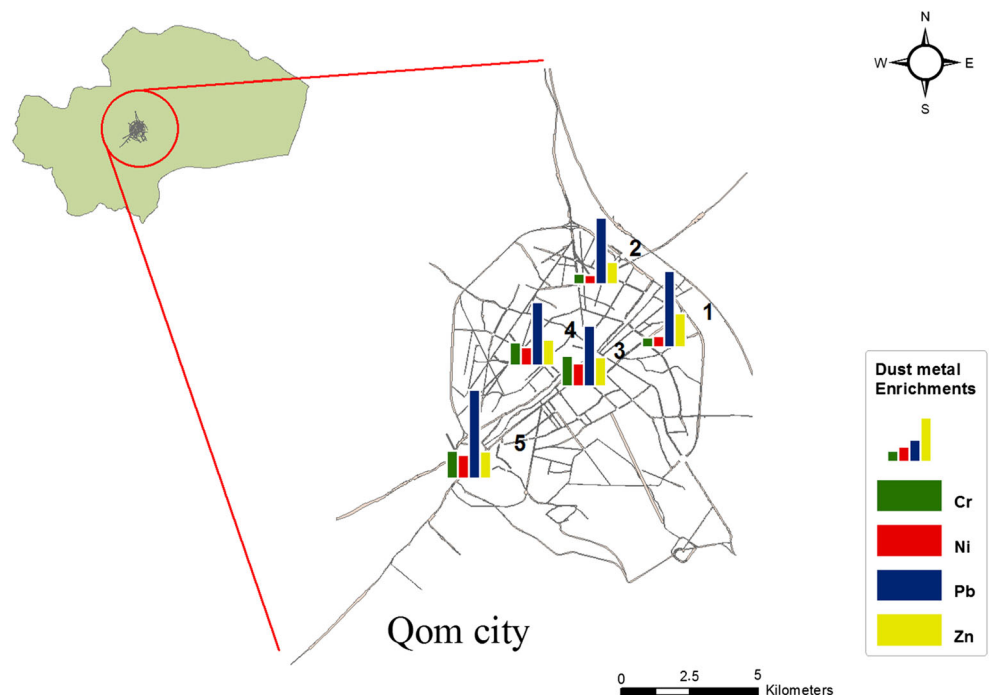 N
W E
S
2
1
4
3
5
Dust metal
Enrichments
Cr
Ni
Pb
Zn
Qom city
0 2.5 5
Kilometers